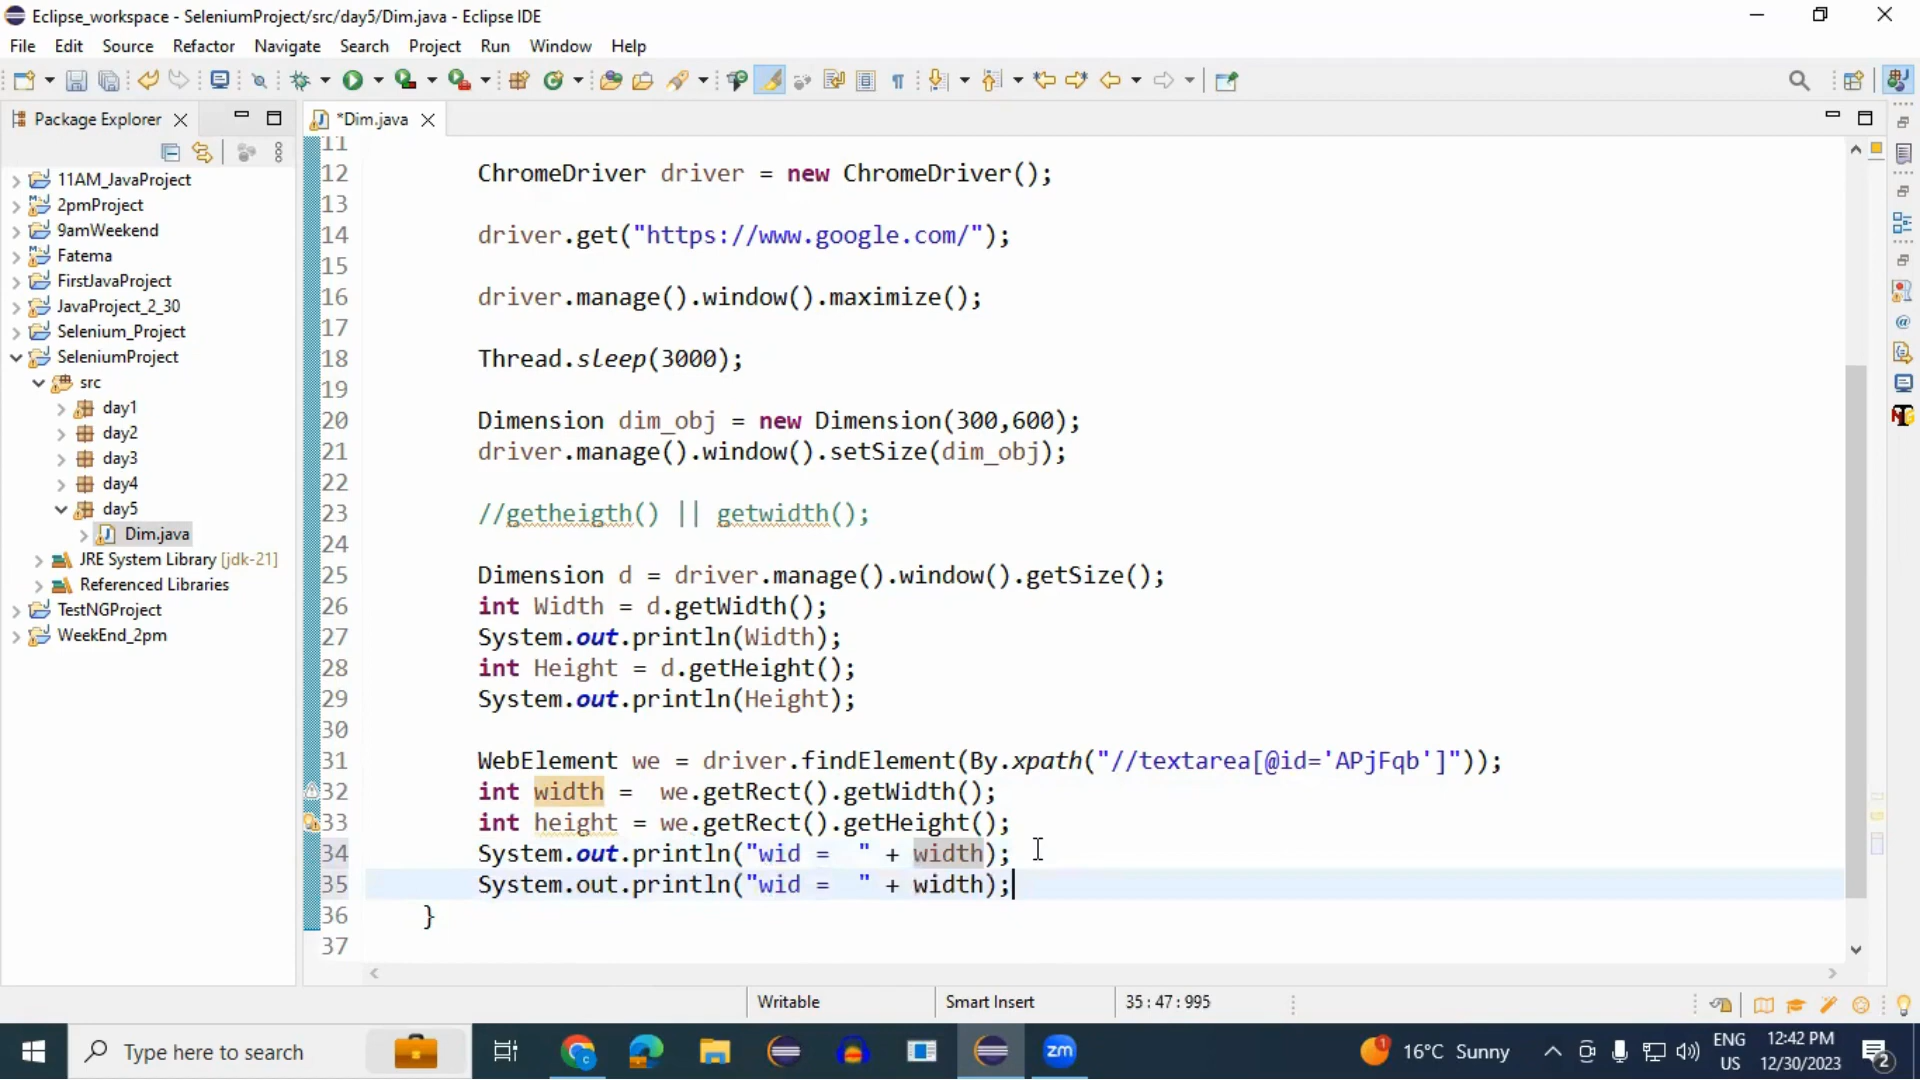 Eclipse_workspace - SeleniumProject/src/day5/Dim.java - Eclipse IDE
File Edit Source Refactor Navigate Search Project Run Window Help
Package Explorer
*Dim.java
11AM_JavaProject
2pmProject
9amWeekend
Fatema
FirstJavaProject
JavaProject_2_30
Selenium_Project
SeleniumProject
src
day1
day2
day3
day4
day5
Dim.java
JRE System Library [jdk-21]
Referenced Libraries
TestNGProject
WeekEnd_2pm
11
12 ChromeDriver driver = new ChromeDriver();
13
14 driver.get("https://www.google.com/");
15
16 driver.manage().window().maximize();
17
18 Thread.sleep(3000);
19
20 Dimension dim_obj = new Dimension(300,600);
21 driver.manage().window().setSize(dim_obj);
22
23 //getheigth() || getwidth();
24
25 Dimension d = driver.manage().window().getSize();
26 int Width = d.getWidth();
27 System.out.println(Width);
28 int Height = d.getHeight();
29 System.out.println(Height);
30
31 WebElement we = driver.findElement(By.xpath("//textarea[@id='APjFqb']"));
32 int width =  we.getRect().getWidth();
33 int height = we.getRect().getHeight();
34 System.out.println("wid =  " + width);
35 System.out.println("wid =  " + width);
36 }
37
Writable Smart Insert 35 : 47 : 995
Type here to search
zm
1
16°C Sunny
ENG
US
12:42 PM
12/30/2023
2